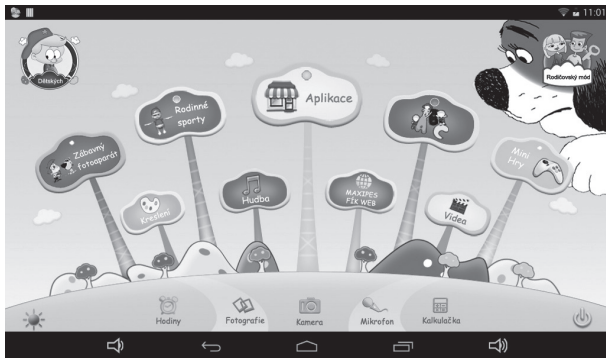 11:01
Dětských
Rodičovský mód
Aplikace
Rodinné
sporty
Zábavný
fotoaparát
Mini
Hry
Kreslení
Hudba
MAXIPES
FÍK WEB
Videa
Hodiny
Fotografie
Kamera
Mikrofon
Kalkulačka